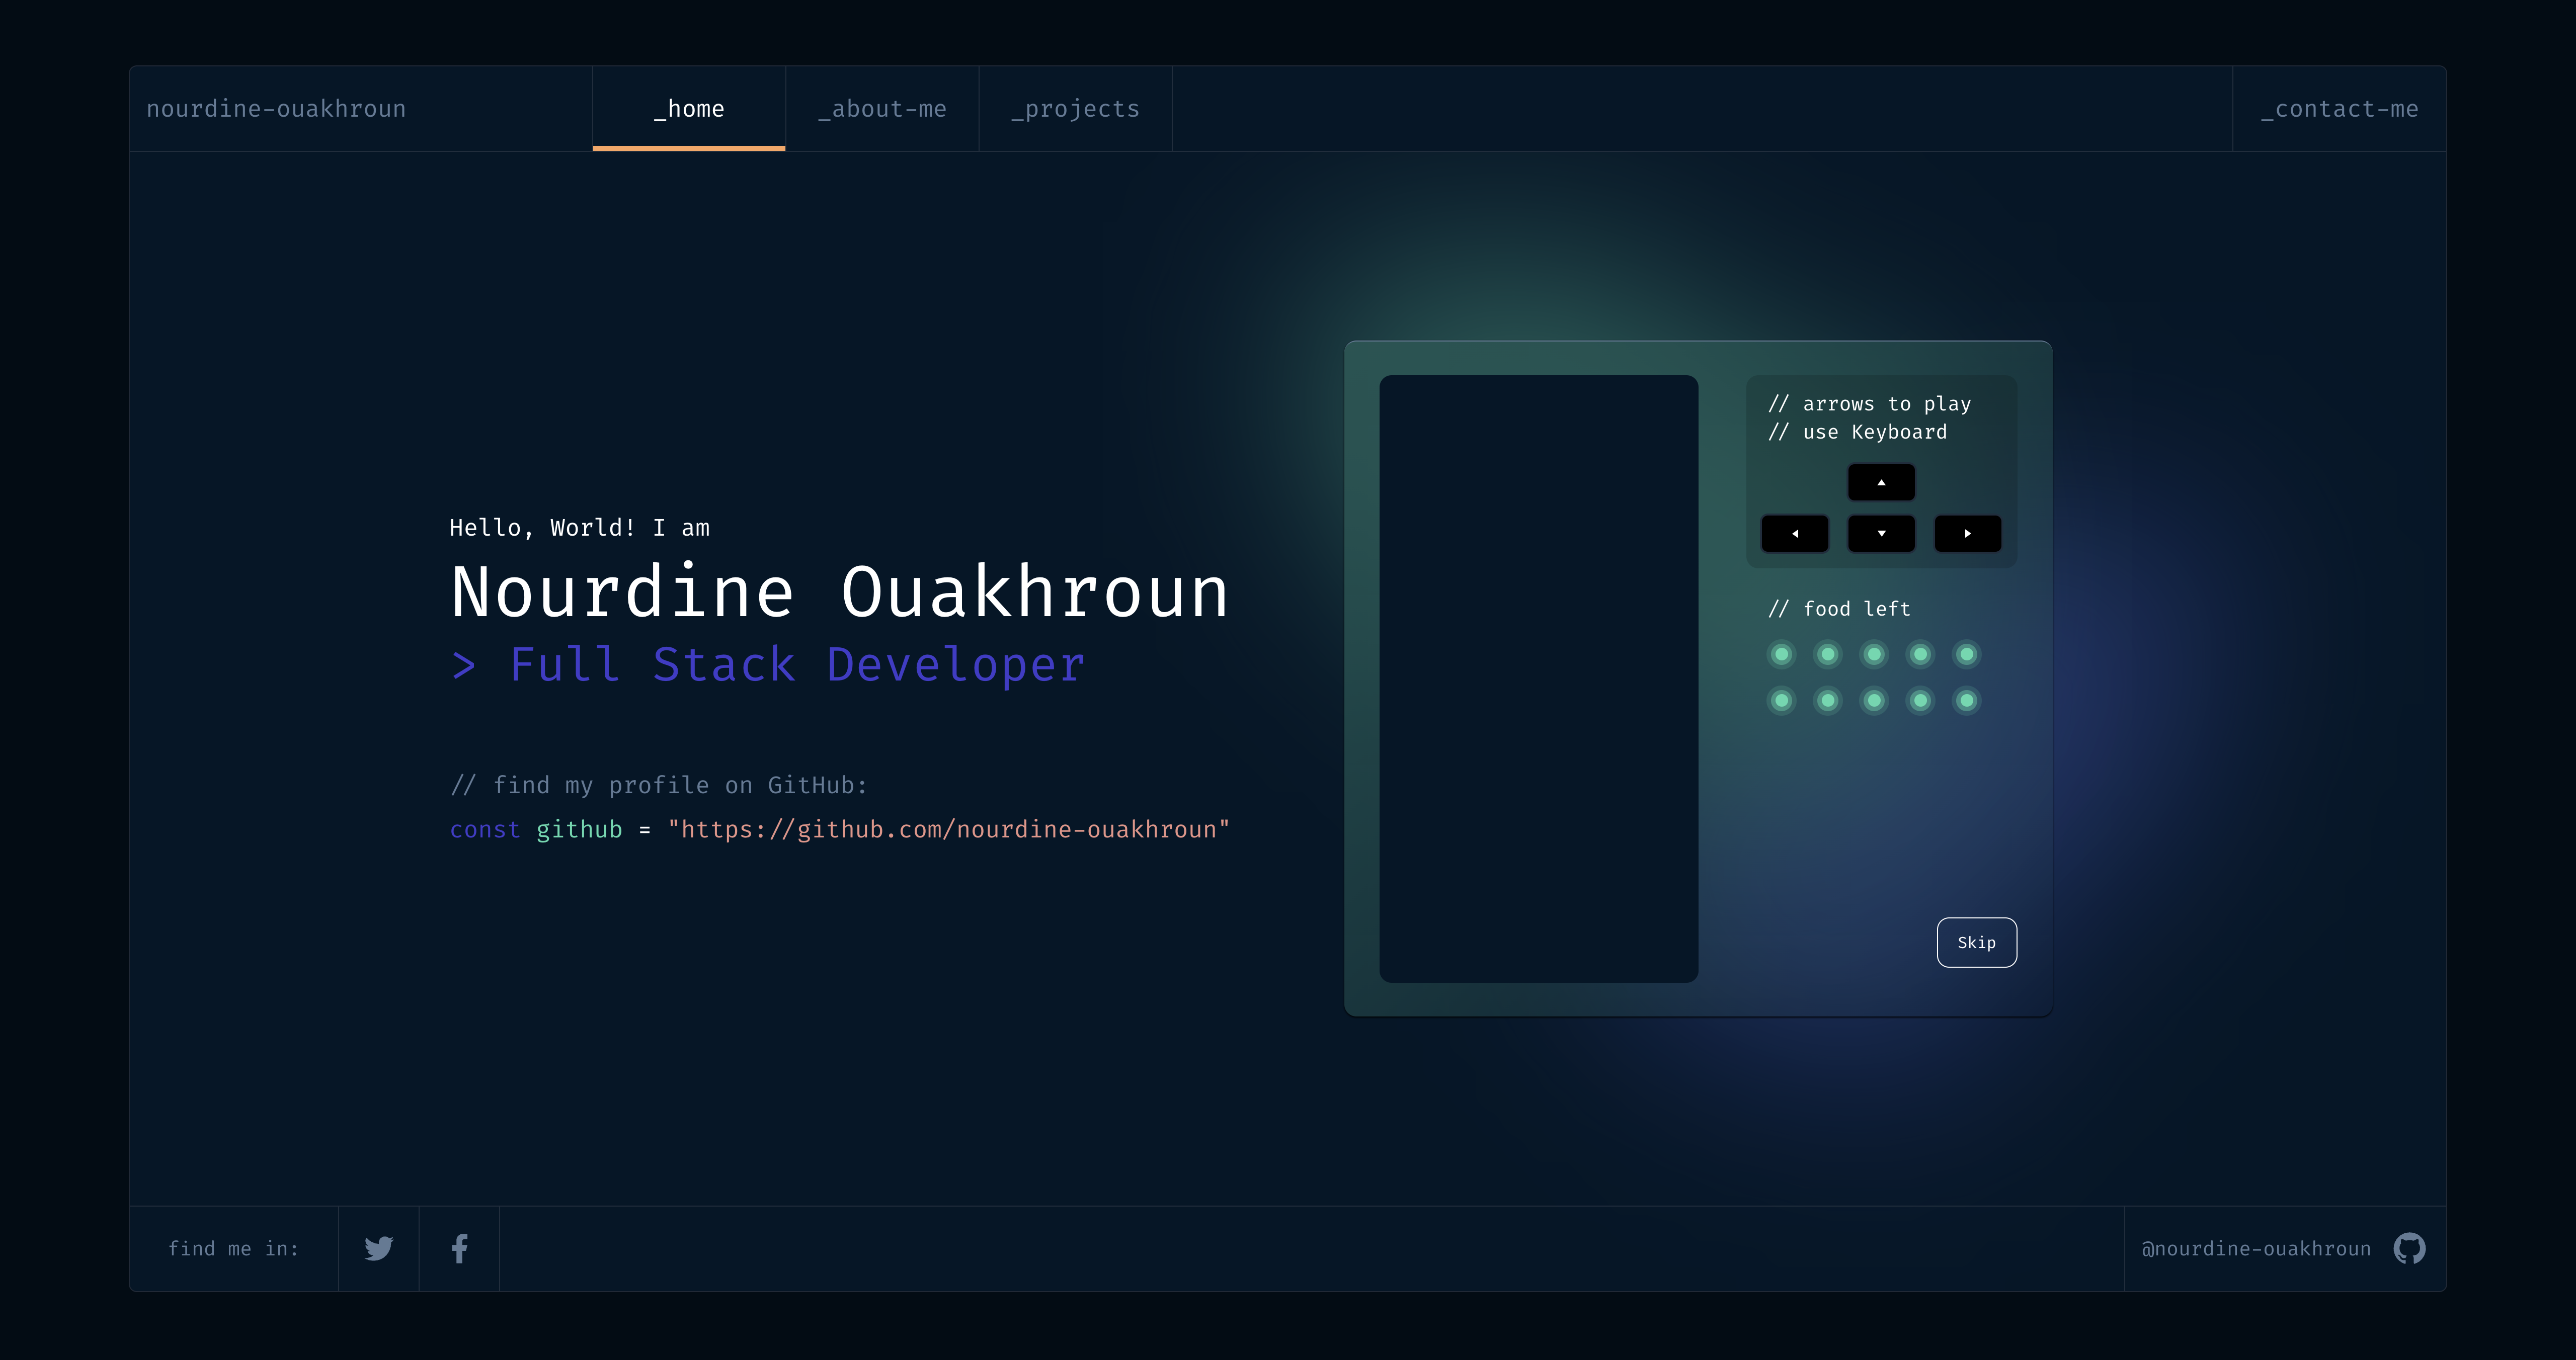 nourdine-ouakhroun
_home
_about-me
_projects
_contact-me
Hello, World! I am
Nourdine Ouakhroun
> Full Stack Developer
// find my profile on GitHub:
const github = "https://github.com/nourdine-ouakhroun"
// arrows to play
// use Keyboard
// food left
Skip
find me in:
@nourdine-ouakhroun